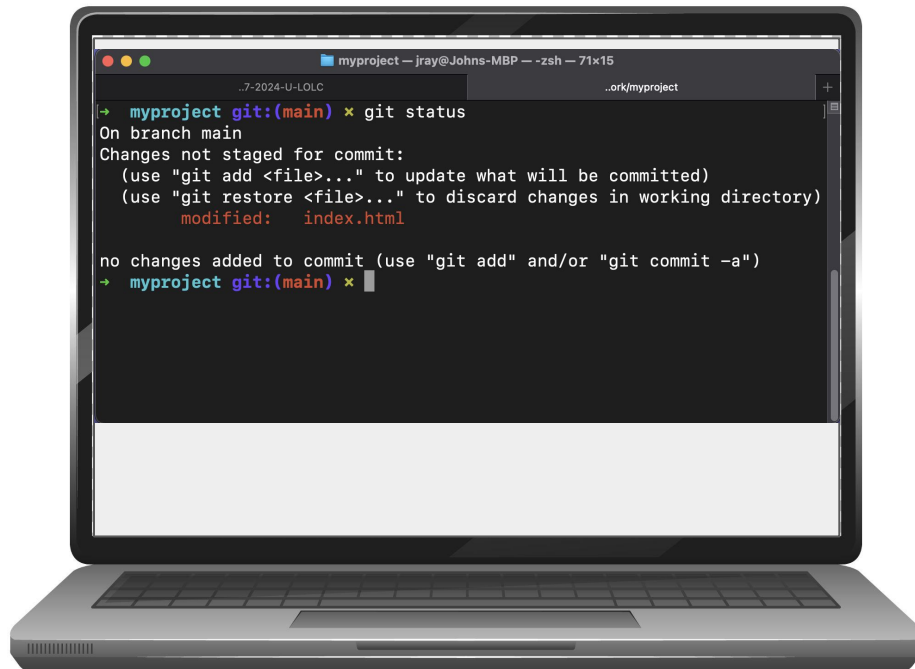 myproject — jray@Johns-MBP — -zsh — 71×15
..7-2024-U-LOLC
..ork/myproject
+
[→ myproject git:(main) × git status ]
On branch main
Changes not staged for commit:
  (use "git add <file>..." to update what will be committed)
  (use "git restore <file>..." to discard changes in working directory)
        modified:   index.html

no changes added to commit (use "git add" and/or "git commit -a")
→ myproject git:(main) ×